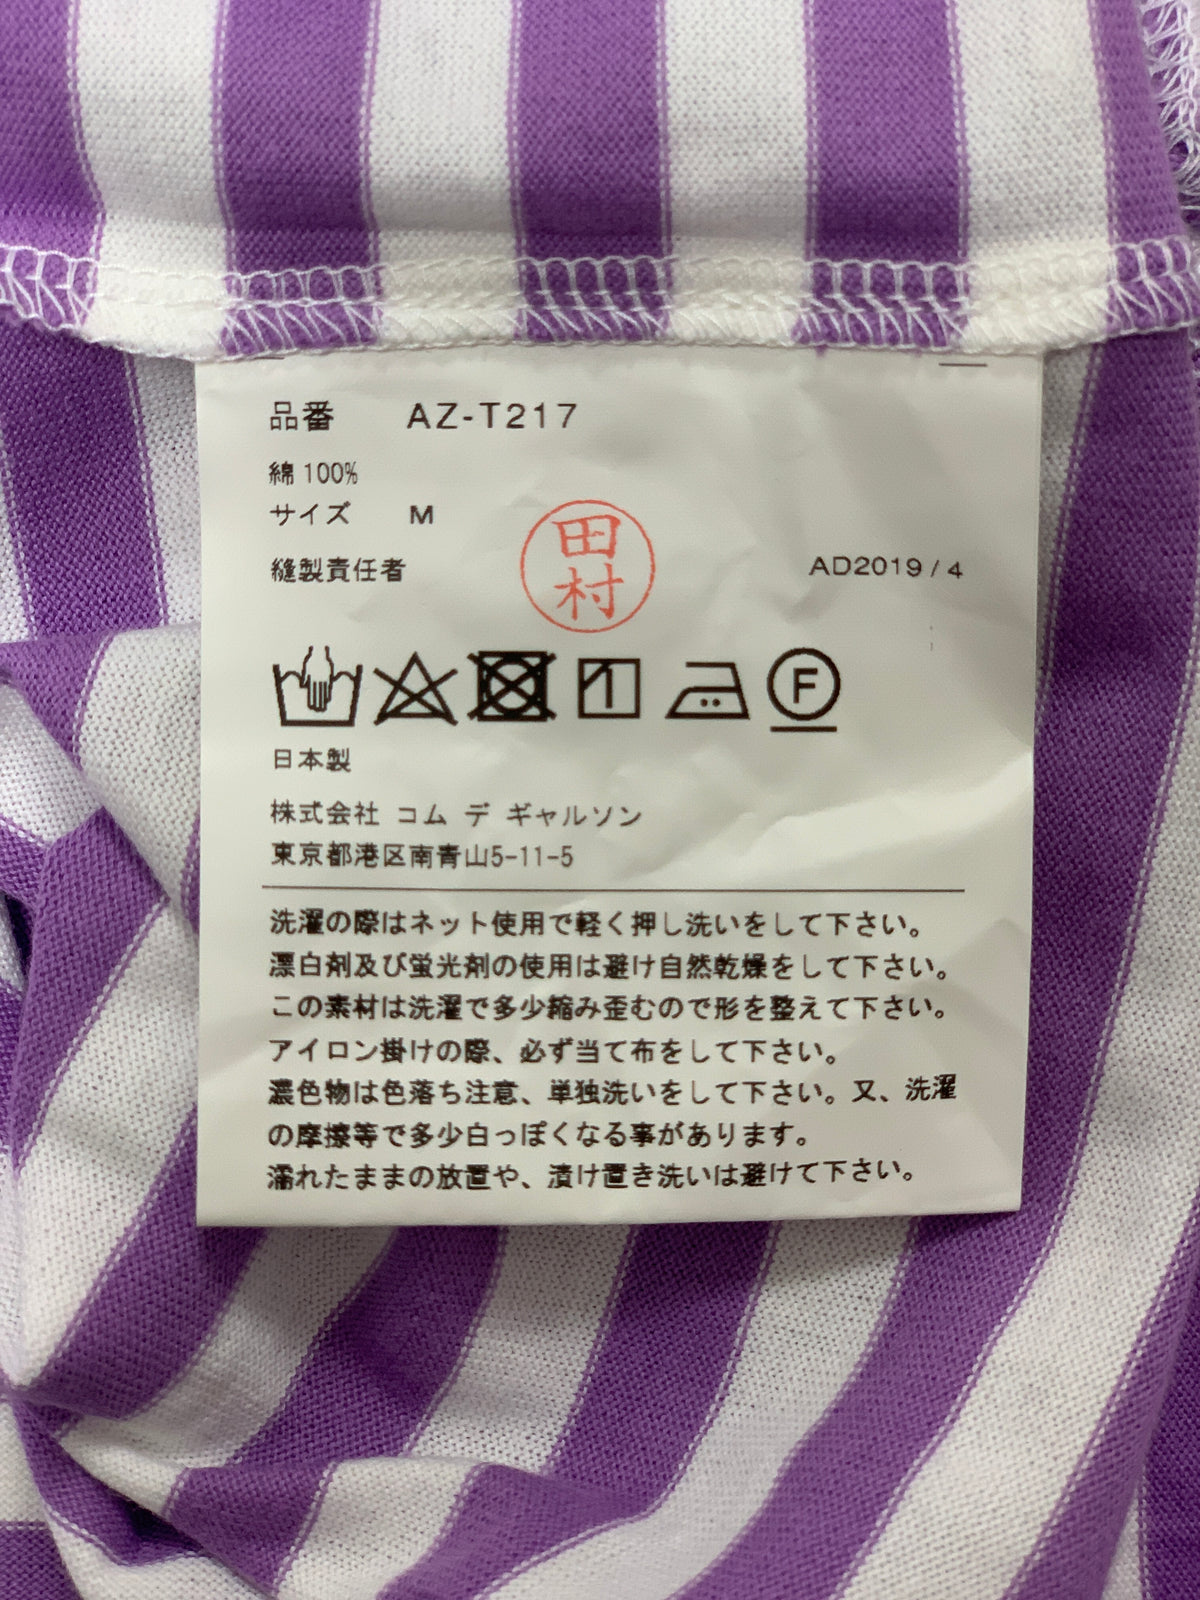 品番 AZ-T217
綿 100%
サイズ M
縫製責任者 田村 AD2019 / 4
F
日本製
株式会社 コム デ ギャルソン
東京都港区南青山5-11-5
洗濯の際はネット使用で軽く押し洗いをして下さい。
漂白剤及び蛍光剤の使用は避け自然乾燥をして下さい。
この素材は洗濯で多少縮み歪むので形を整えて下さい。
アイロン掛けの際、必ず当て布をして下さい。
濃色物は色落ち注意、単独洗いをして下さい。又、洗濯
の摩擦等で多少白っぽくなる事があります。
濡れたままの放置や、漬け置き洗いは避けて下さい。